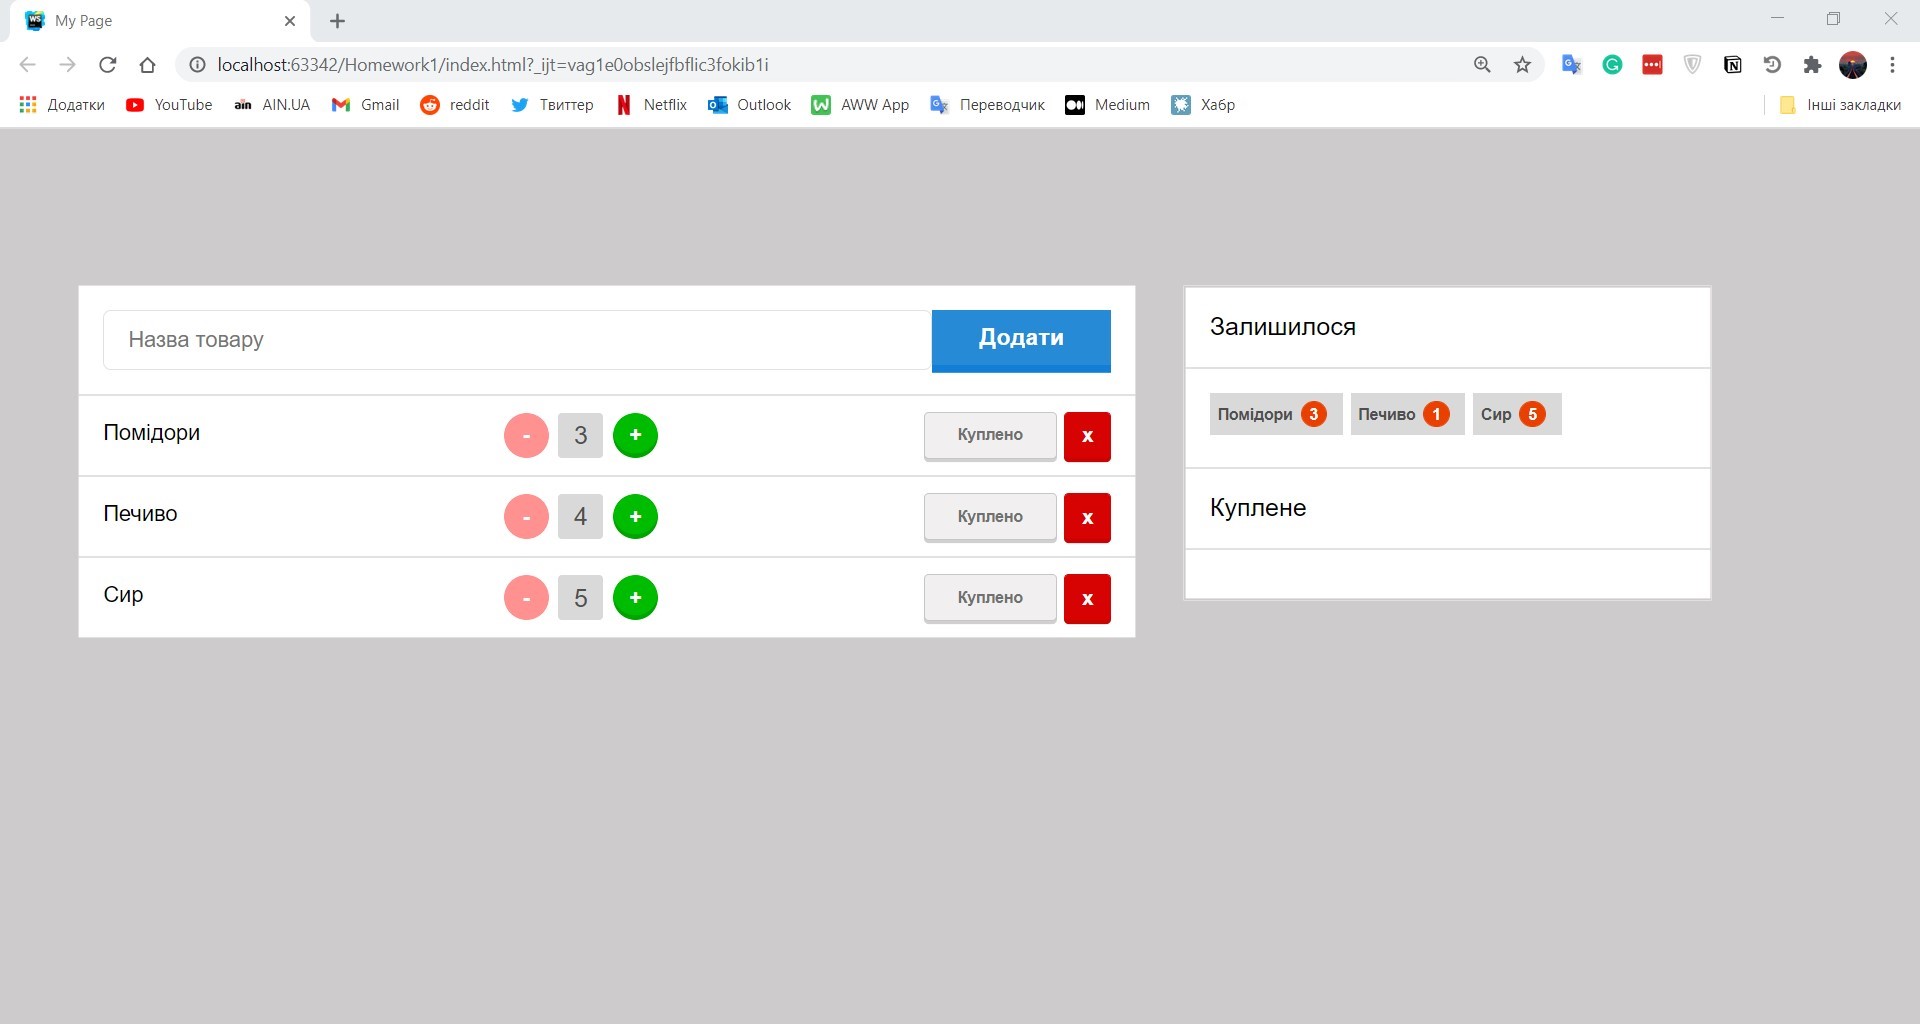 My Page
localhost:63342/Homework1/index.html?_ijt=vag1e0obslejfbflic3fokib1i
Додатки YouTube AIN.UA Gmail reddit Твиттер Netflix Outlook AWW App Переводчик Medium Хабр Інші закладки
Назва товару
Додати
Помідори - 3 + Куплено x
Печиво - 4 + Куплено x
Сир - 5 + Куплено x
Залишилося
Помідори 3 Печиво 1 Сир 5
Куплене